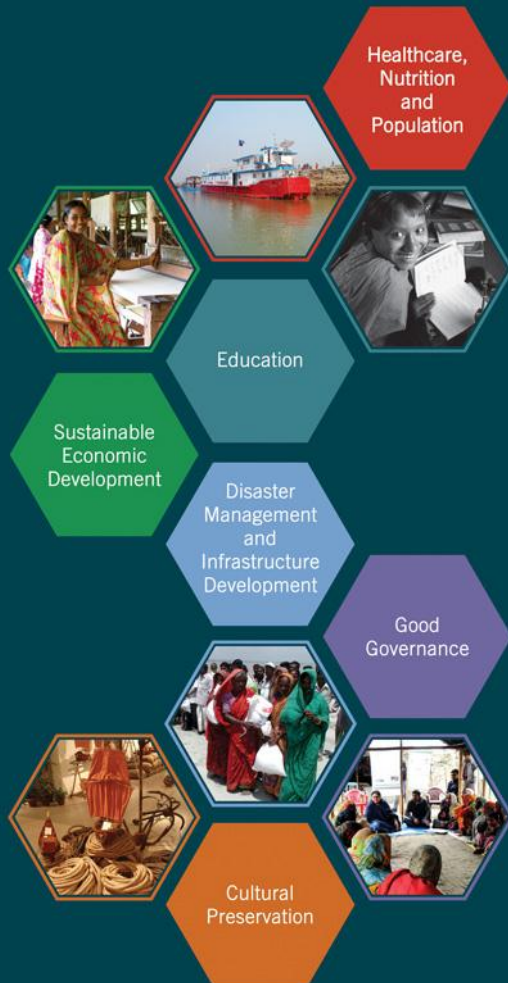 Healthcare,
Nutrition
and
Population
Education
Sustainable
Economic
Development
Disaster
Management
and
Infrastructure
Development
Good
Governance
Cultural
Preservation